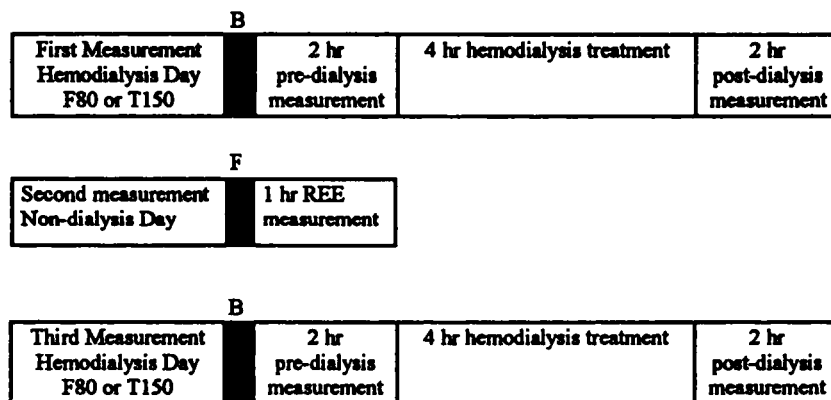 B
First Measurement
Hemodialysis Day
F80 or T150
2 hr
pre-dialysis
measurement
4 hr hemodialysis treatment
2 hr
post-dialysis
measurement
F
Second measurement
Non-dialysis Day
1 hr REE
measurement
B
Third Measurement
Hemodialysis Day
F80 or T150
2 hr
pre-dialysis
measurement
4 hr hemodialysis treatment
2 hr
post-dialysis
measurement